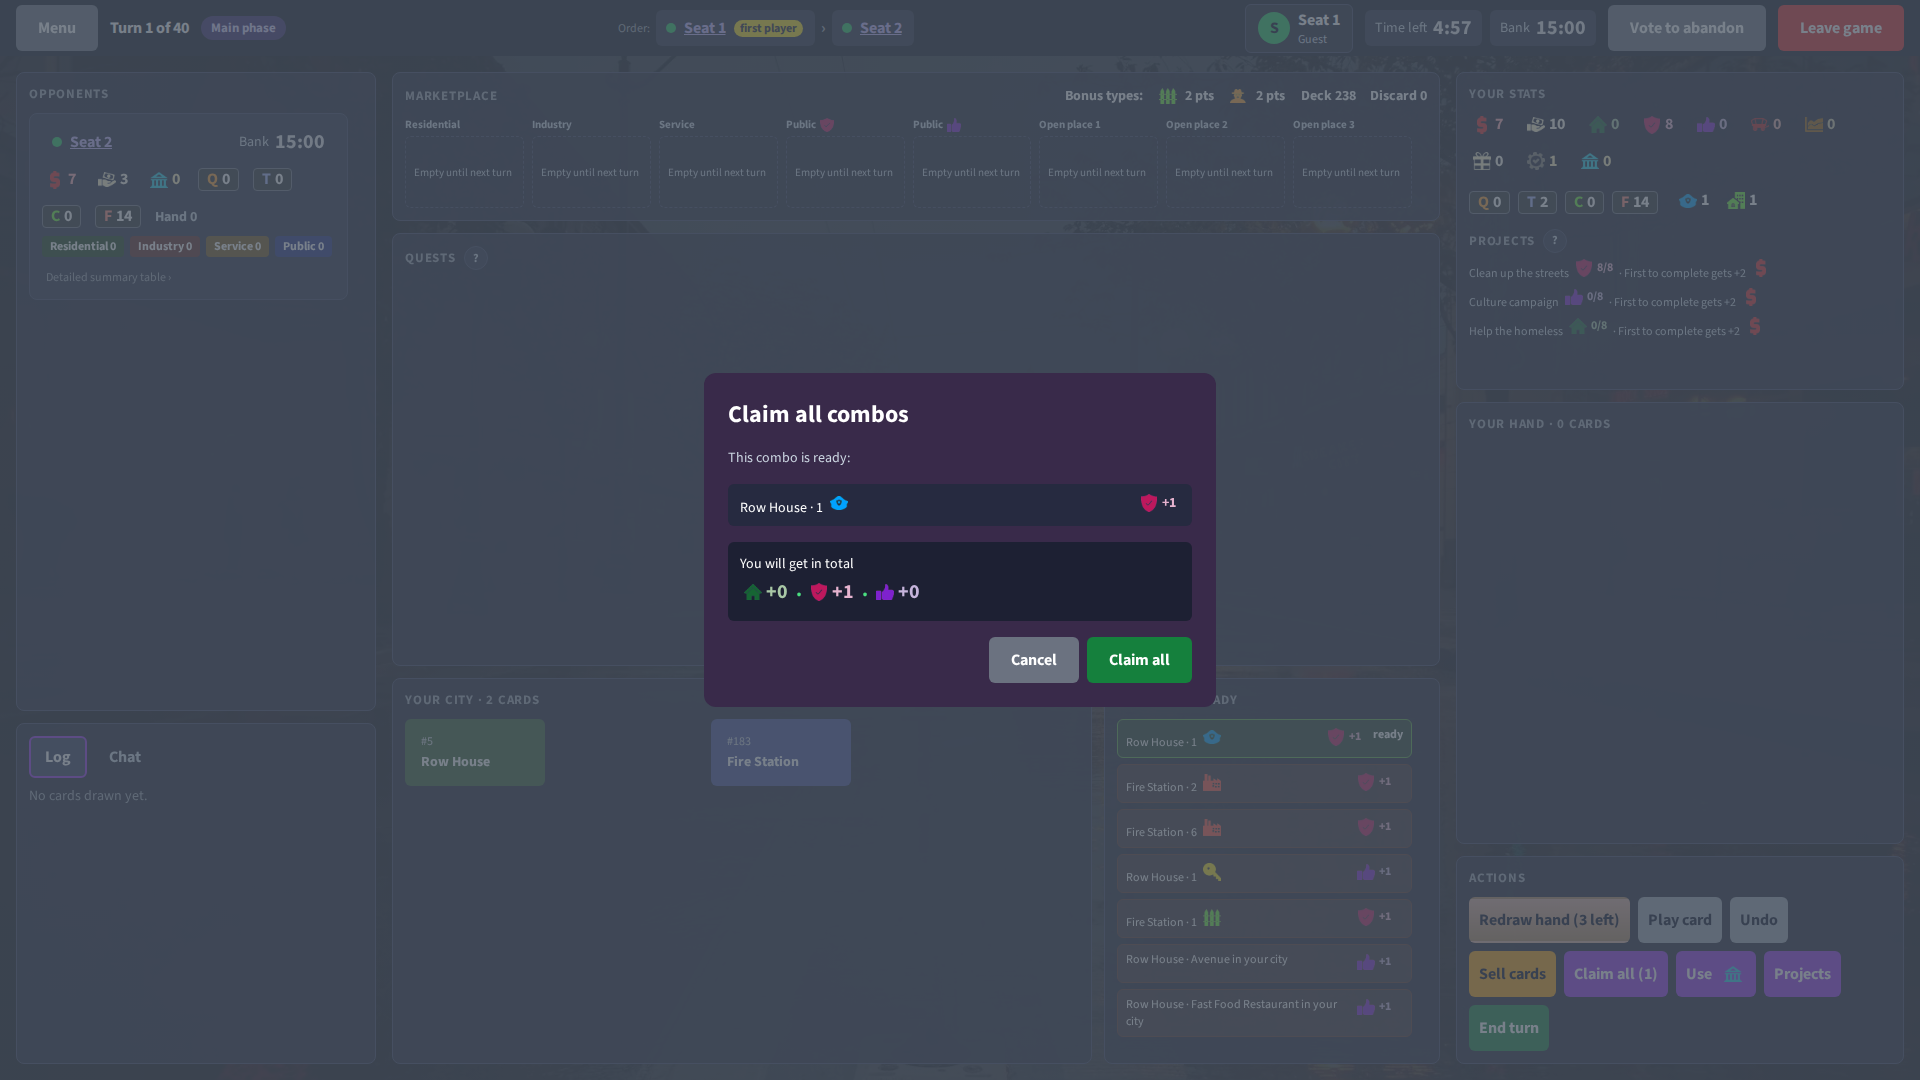 Menu
Turn 1 of 40
Main phase
Order:
Seat 1
first player
›
Seat 2
S
Seat 1
Guest
Time left 4:57
Bank 15:00
Vote to abandon
Leave game
OPPONENTS
Seat 2
Bank 15:00
7
3
0
Q 0
T 0
C 0
F 14
Hand 0
Residential 0
Industry 0
Service 0
Public 0
Detailed summary table ›
Log
Chat
No cards drawn yet.
MARKETPLACE
Bonus types:
2 pts
2 pts
Deck 238
Discard 0
Residential
Industry
Service
Public
Public
Open place 1
Open place 2
Open place 3
Empty until next turn
Empty until next turn
Empty until next turn
Empty until next turn
Empty until next turn
Empty until next turn
Empty until next turn
Empty until next turn
QUESTS
?
Claim all combos
This combo is ready:
Row House · 1
+1
You will get in total
+0 • +1 • +0
Cancel
Claim all
YOUR CITY · 2 CARDS
#5
Row House
#183
Fire Station
ADY
Row House · 1
+1
ready
Fire Station · 2
+1
Fire Station · 6
+1
Row House · 1
+1
Fire Station · 1
+1
Row House · Avenue in your city
+1
Row House · Fast Food Restaurant in your
city
+1
YOUR STATS
7
10
0
8
0
0
0
0
1
0
Q 0
T 2
C 0
F 14
1
1
PROJECTS
?
Clean up the streets 8/8 · First to complete gets +2
Culture campaign 0/8 · First to complete gets +2
Help the homeless 0/8 · First to complete gets +2
YOUR HAND · 0 CARDS
ACTIONS
Redraw hand (3 left)
Play card
Undo
Sell cards
Claim all (1)
Use
Projects
End turn